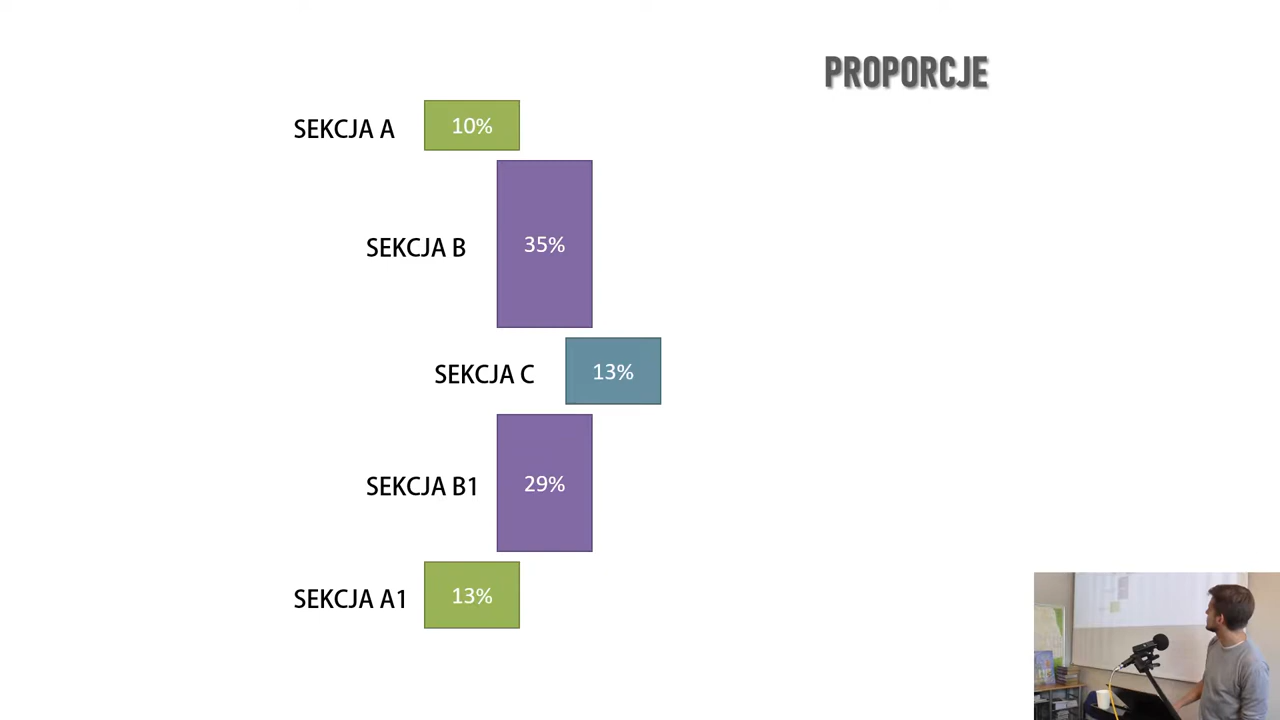 PROPORCJE
SEKCJA A 10%
SEKCJA B 35%
SEKCJA C 13%
SEKCJA B1 29%
SEKCJA A1 13%